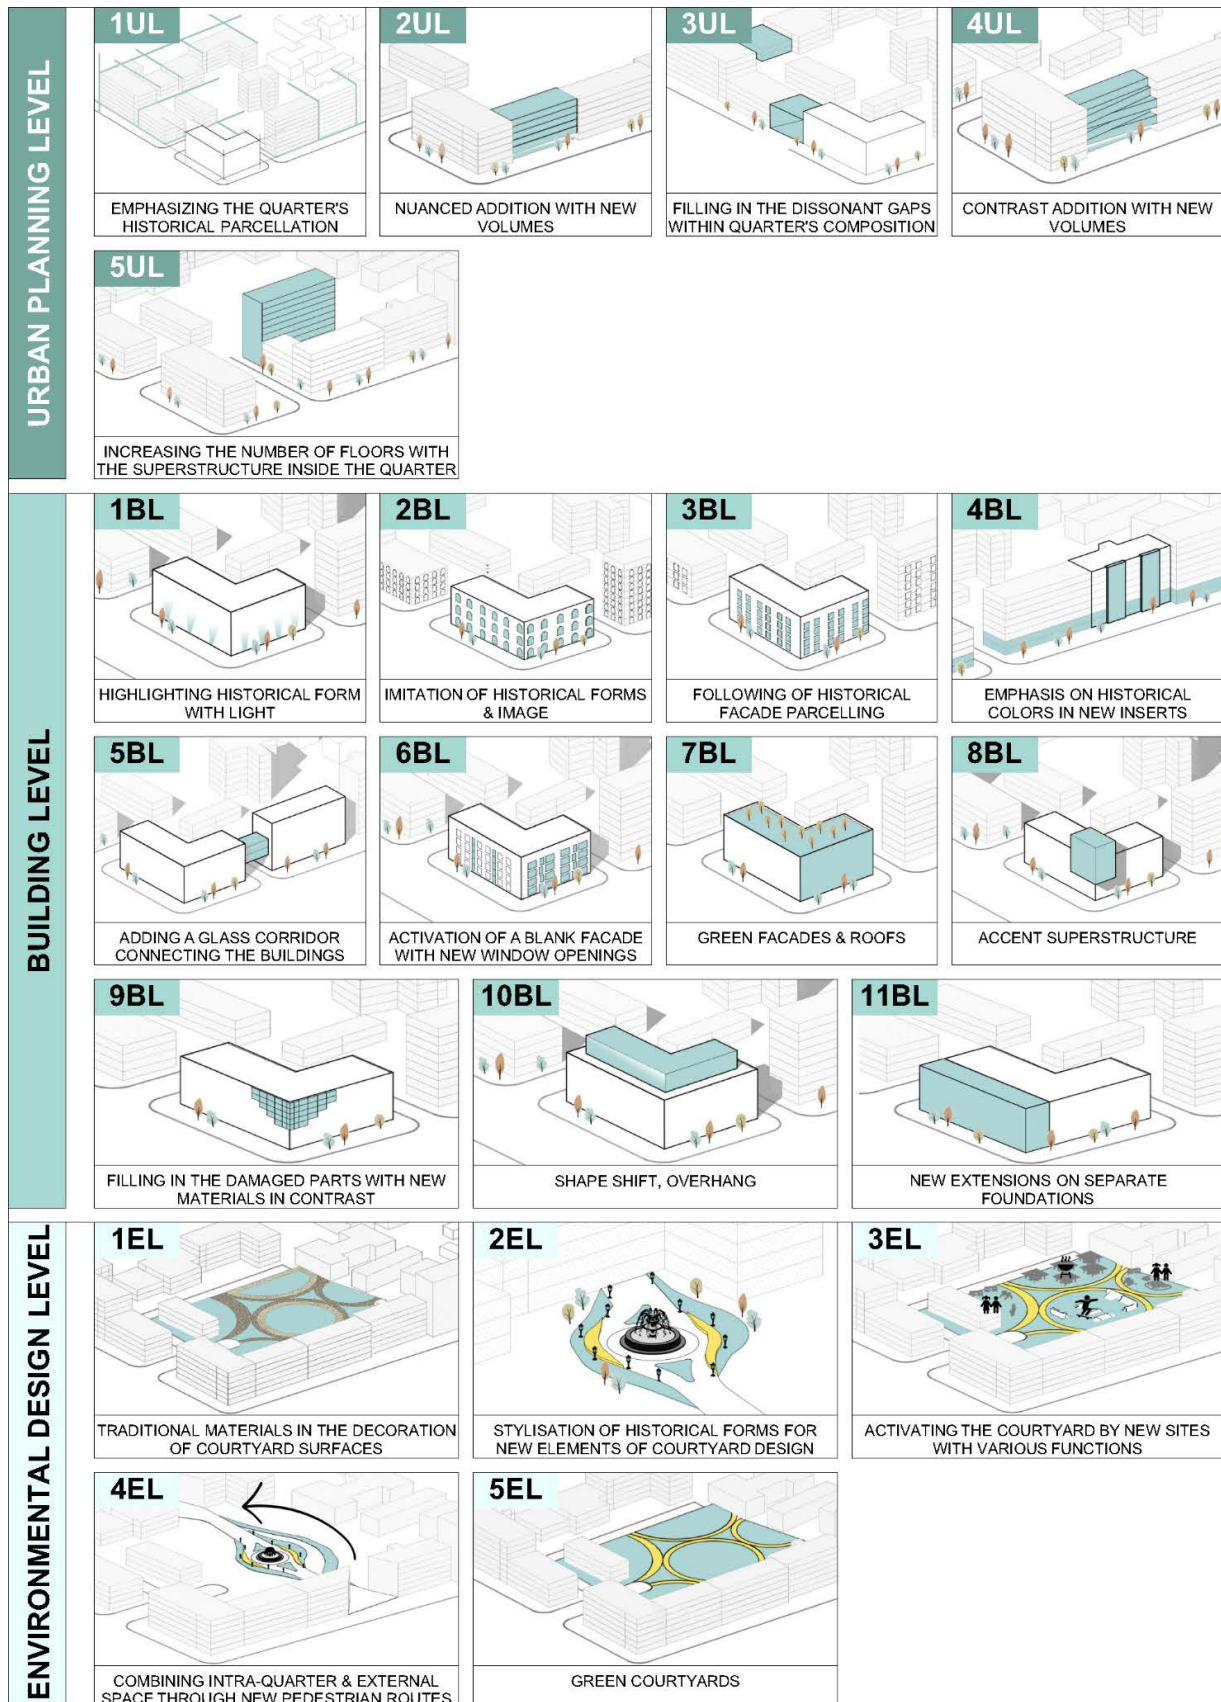 URBAN PLANNING LEVEL
1UL
EMPHASIZING THE QUARTER'S
HISTORICAL PARCELLATION
2UL
NUANCED ADDITION WITH NEW
VOLUMES
3UL
FILLING IN THE DISSONANT GAPS
WITHIN QUARTER'S COMPOSITION
4UL
CONTRAST ADDITION WITH NEW
VOLUMES
5UL
INCREASING THE NUMBER OF FLOORS WITH
THE SUPERSTRUCTURE INSIDE THE QUARTER
BUILDING LEVEL
1BL
HIGHLIGHTING HISTORICAL FORM
WITH LIGHT
2BL
IMITATION OF HISTORICAL FORMS
& IMAGE
3BL
FOLLOWING OF HISTORICAL
FACADE PARCELLING
4BL
EMPHASIS ON HISTORICAL
COLORS IN NEW INSERTS
5BL
ADDING A GLASS CORRIDOR
CONNECTING THE BUILDINGS
6BL
ACTIVATION OF A BLANK FACADE
WITH NEW WINDOW OPENINGS
7BL
GREEN FACADES & ROOFS
8BL
ACCENT SUPERSTRUCTURE
9BL
FILLING IN THE DAMAGED PARTS WITH NEW
MATERIALS IN CONTRAST
10BL
SHAPE SHIFT, OVERHANG
11BL
NEW EXTENSIONS ON SEPARATE
FOUNDATIONS
ENVIRONMENTAL DESIGN LEVEL
1EL
TRADITIONAL MATERIALS IN THE DECORATION
OF COURTYARD SURFACES
2EL
STYLISATION OF HISTORICAL FORMS FOR
NEW ELEMENTS OF COURTYARD DESIGN
3EL
ACTIVATING THE COURTYARD BY NEW SITES
WITH VARIOUS FUNCTIONS
4EL
COMBINING INTRA-QUARTER & EXTERNAL
SPACE THROUGH NEW PEDESTRIAN ROUTES
5EL
GREEN COURTYARDS